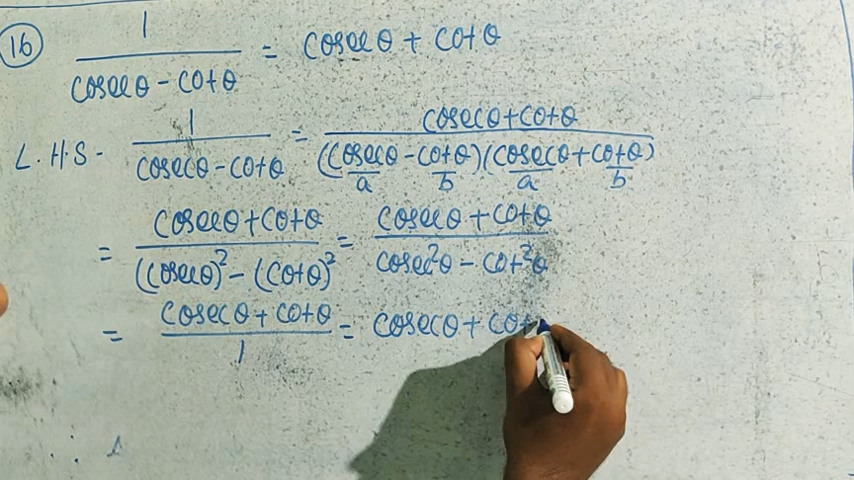 16 1/(cosecθ - cotθ) = cosecθ + cotθ
L.H.S - 1/(cosecθ - cotθ) = (cosecθ + cotθ)/((cosecθ - cotθ)(cosecθ + cotθ))
a b a b
= (cosecθ + cotθ)/((cosecθ)² - (cotθ)²) = (cosecθ + cotθ)/(cosec²θ - cot²θ)
= (cosecθ + cotθ)/1 = cosecθ + cot